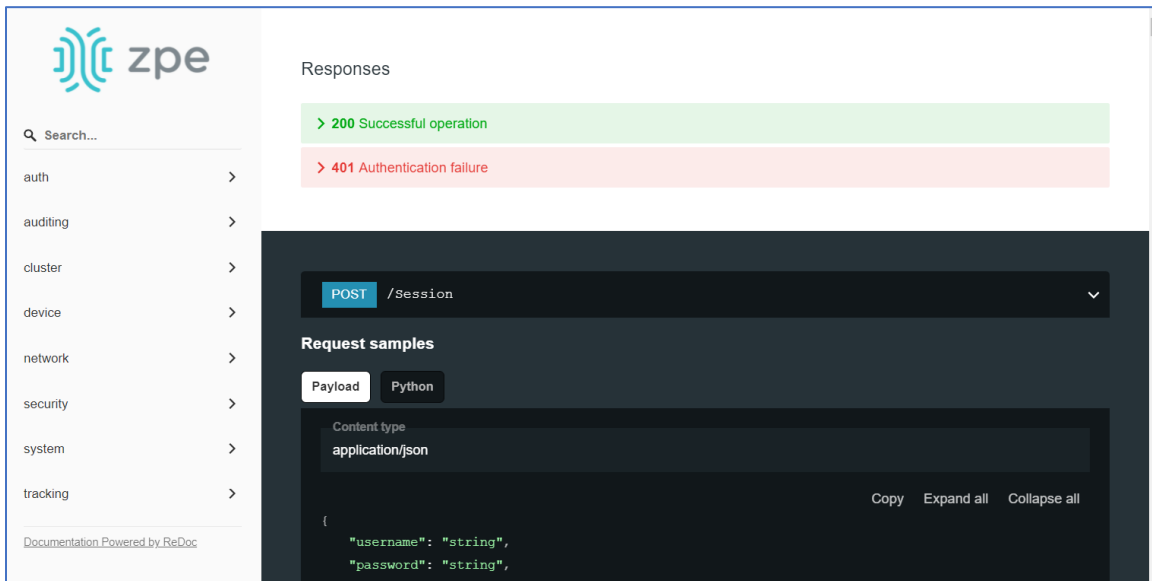 zpe
Search...
auth
auditing
cluster
device
network
security
system
tracking
Documentation Powered by ReDoc
Responses
200 Successful operation
401 Authentication failure
POST /Session
Request samples
Payload Python
Content type
application/json
Copy Expand all Collapse all
{
"username": "string",
"password": "string",